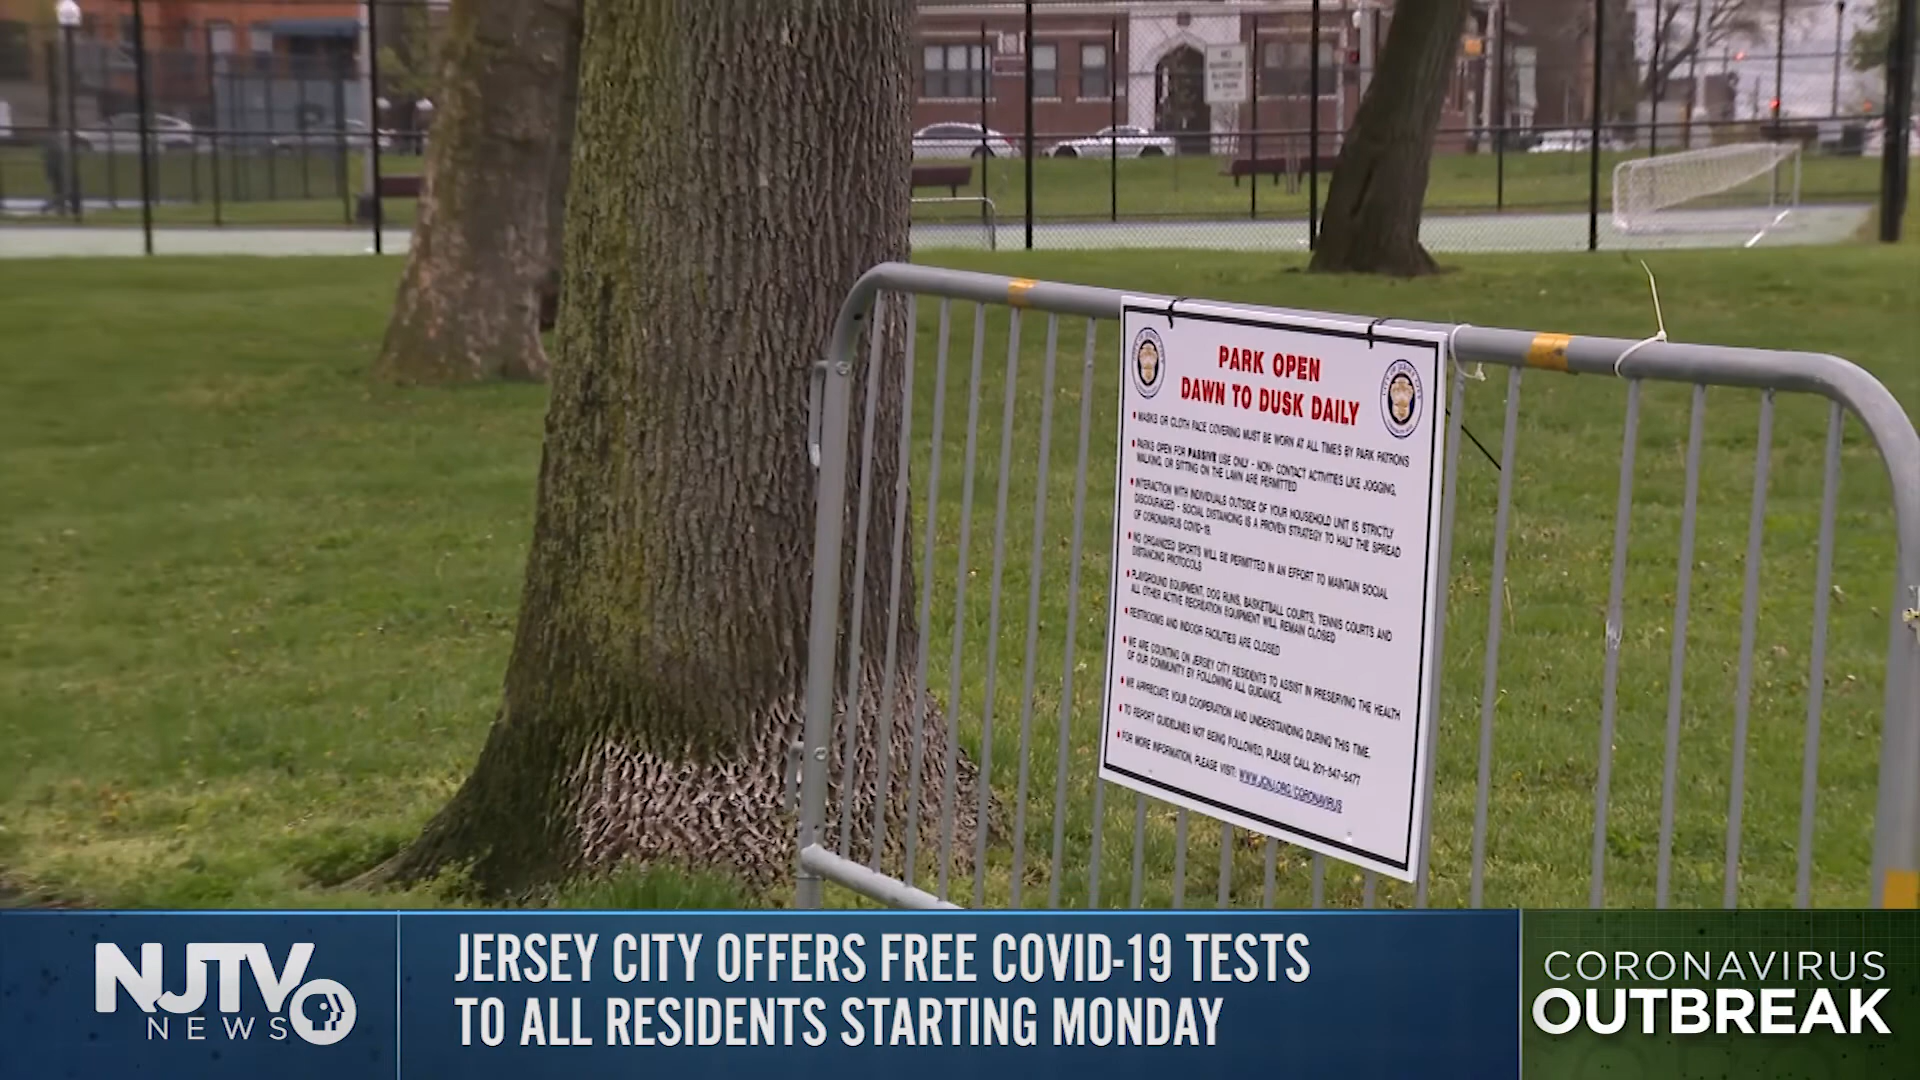 PARK OPEN
DAWN TO DUSK DAILY
• MASKS OR CLOTH FACE COVERING MUST BE WORN AT ALL TIMES BY PARK PATRONS
• PARKS OPEN FOR PASSIVE USE ONLY - NON- CONTACT ACTIVITIES LIKE JOGGING,
WALKING, OR SITTING ON THE LAWN ARE PERMITTED
• INTERACTION WITH INDIVIDUALS OUTSIDE OF YOUR HOUSEHOLD UNIT IS STRICTLY
DISCOURAGED - SOCIAL DISTANCING IS A PROVEN STRATEGY TO HALT THE SPREAD
OF CORONAVIRUS COVID-19.
• NO ORGANIZED SPORTS WILL BE PERMITTED IN AN EFFORT TO MAINTAIN SOCIAL
DISTANCING PROTOCOLS
• PLAYGROUND EQUIPMENT, DOG RUNS, BASKETBALL COURTS, TENNIS COURTS AND
ALL OTHER ACTIVE RECREATION EQUIPMENT WILL REMAIN CLOSED
• RESTROOMS AND INDOOR FACILITIES ARE CLOSED
• WE ARE COUNTING ON JERSEY CITY RESIDENTS TO ASSIST IN PRESERVING THE HEALTH
OF OUR COMMUNITY BY FOLLOWING ALL GUIDANCE.
• WE APPRECIATE YOUR COOPERATION AND UNDERSTANDING DURING THIS TIME.
• TO REPORT GUIDELINES NOT BEING FOLLOWED, PLEASE CALL 201-547-5477
• FOR MORE INFORMATION, PLEASE VISIT: WWW.JCNJ.ORG/CORONAVIRUS
NJTV
NEWS
JERSEY CITY OFFERS FREE COVID-19 TESTS
TO ALL RESIDENTS STARTING MONDAY
CORONAVIRUS
OUTBREAK